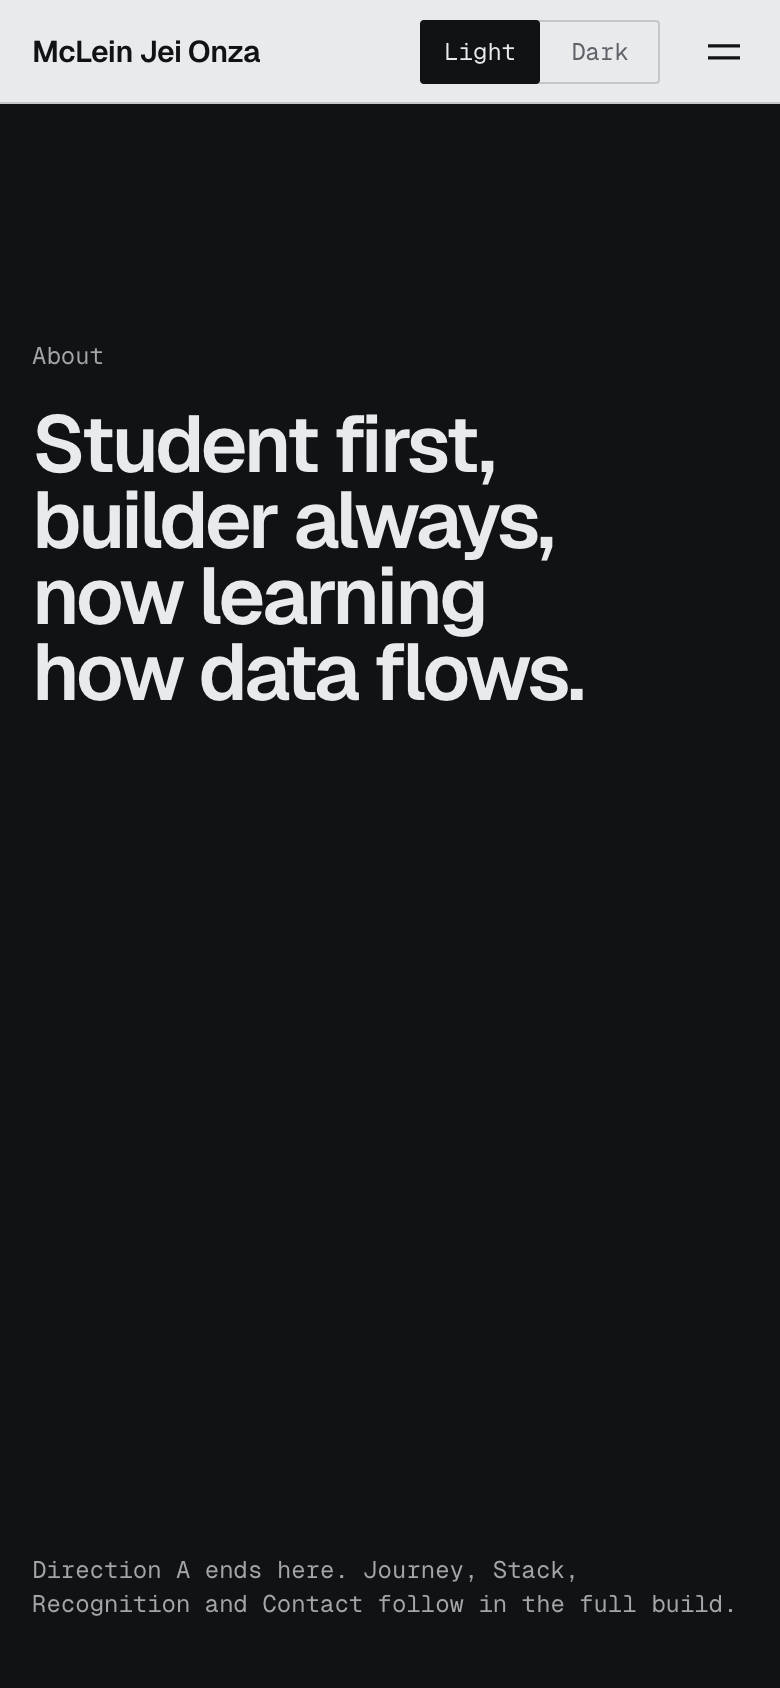 McLein Jei Onza
Light
Dark
About
Student first,
builder always,
now learning
how data flows.
Direction A ends here. Journey, Stack,
Recognition and Contact follow in the full build.